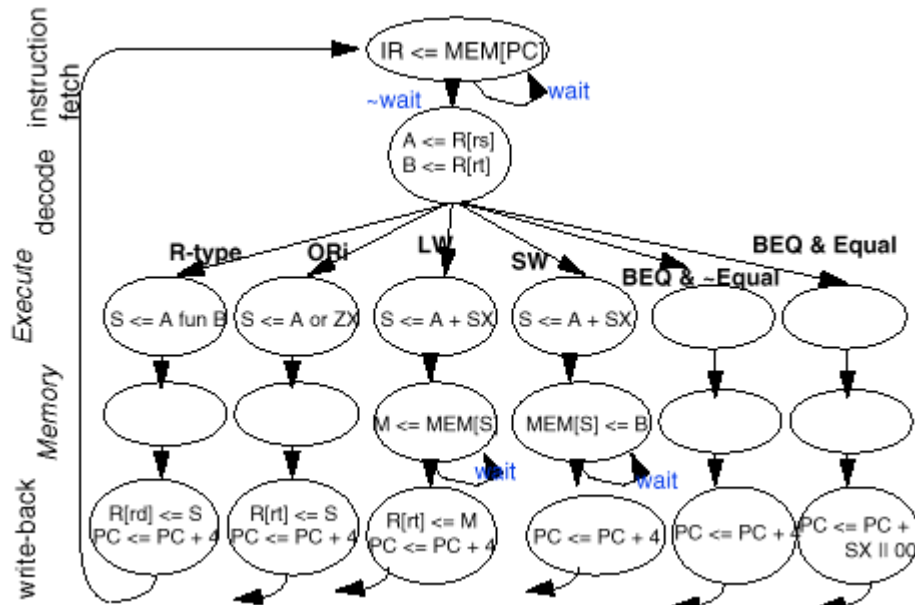 instruction
fetch
IR <= MEM[PC]
~wait
wait
decode
A <= R[rs]
B <= R[rt]
R-type
ORi
LW
SW
BEQ & ~Equal
BEQ & Equal
Execute
S <= A fun B
S <= A or ZX
S <= A + SX
S <= A + SX
Memory
M <= MEM[S]
MEM[S] <= B
wait
wait
write-back
R[rd] <= S
PC <= PC + 4
R[rt] <= S
PC <= PC + 4
R[rt] <= M
PC <= PC + 4
PC <= PC + 4
PC <= PC + 4
PC <= PC +
SX || 00